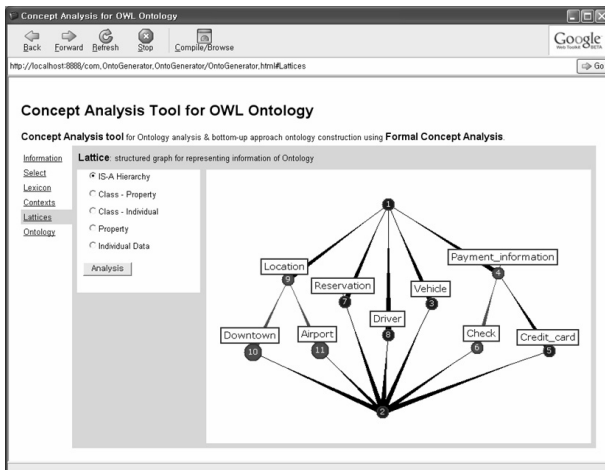 Concept Analysis for OWL Ontology
Back Forward Refresh Stop Compile/Browse
Google
Web Toolkit BETA
http://localhost:8888/com.OntoGenerator.OntoGenerator/OntoGenerator.html#Lattices
Go
Concept Analysis Tool for OWL Ontology
Concept Analysis tool for Ontology analysis & bottom-up approach ontology construction using Formal Concept Analysis.
Information
Select
Lexicon
Contexts
Lattices
Ontology
Lattice: structured graph for representing information of Ontology
IS-A Hierarchy
Class - Property
Class - Individual
Property
Individual Data
Analysis
1
Payment_information
4
Location
9
Reservation
7
Vehicle
3
Driver
8
Downtown
10
Airport
11
Check
6
Credit_card
5
2